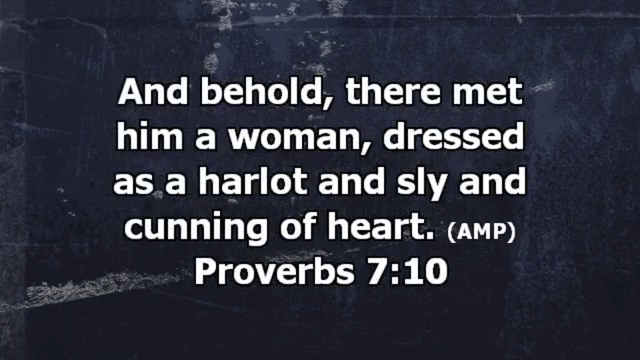 And behold, there met
him a woman, dressed
as a harlot and sly and
cunning of heart. (AMP)
Proverbs 7:10